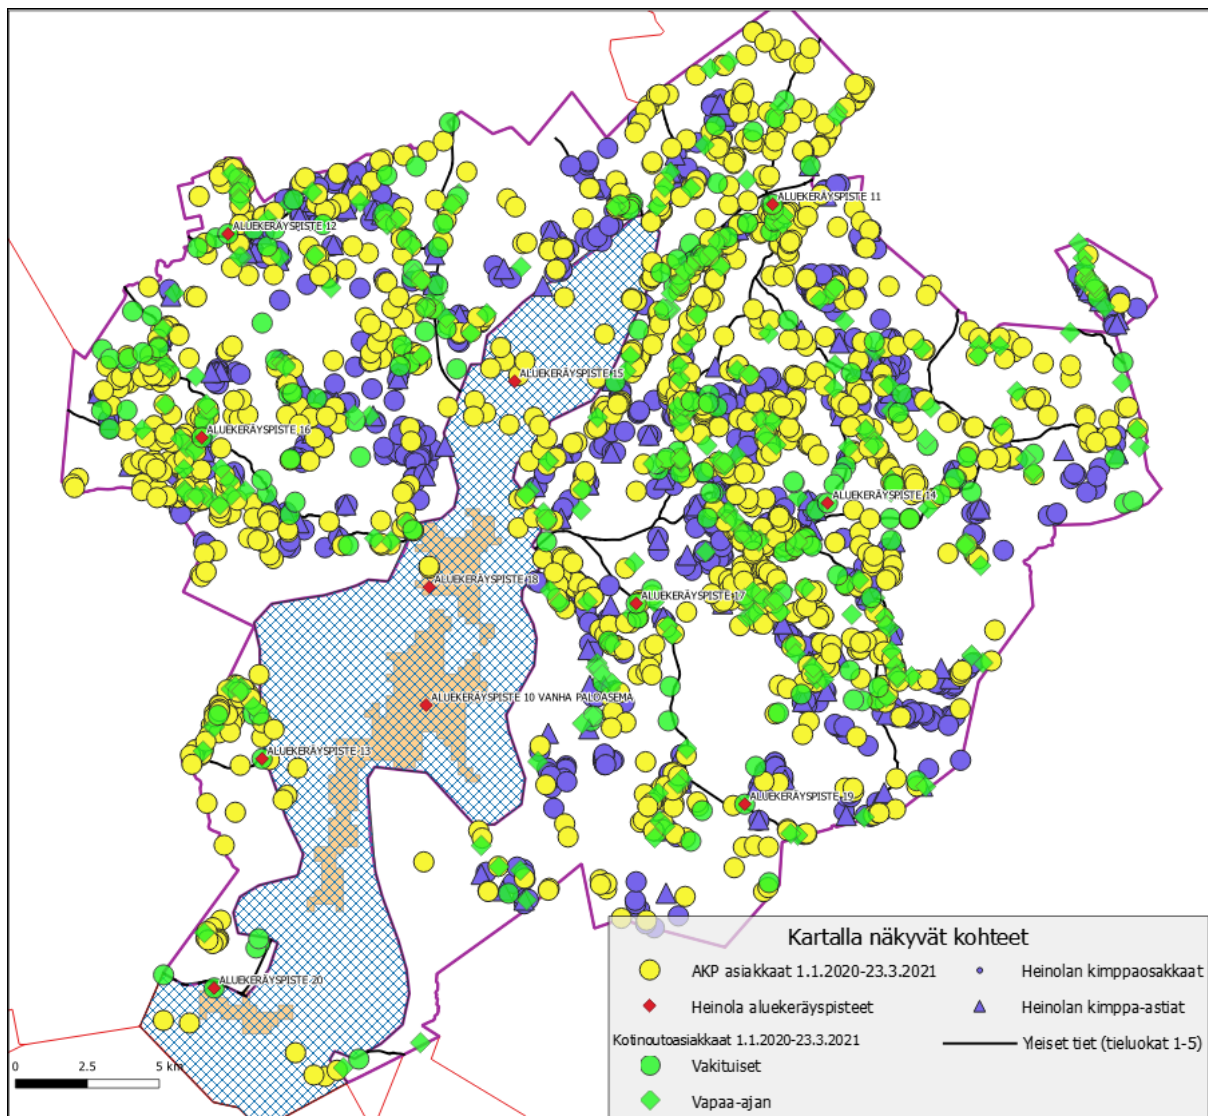 ALUEKERÄYSPISTE 11
ALUEKERÄYSPISTE 12
ALUEKERÄYSPISTE 15
ALUEKERÄYSPISTE 16
ALUEKERÄYSPISTE 14
ALUEKERÄYSPISTE 18
ALUEKERÄYSPISTE 17
ALUEKERÄYSPISTE 10 VANHA PALOASEMA
ALUEKERÄYSPISTE 13
ALUEKERÄYSPISTE 19
ALUEKERÄYSPISTE 20
0 2.5 5 km
Kartalla näkyvät kohteet
AKP asiakkaat 1.1.2020-23.3.2021
Heinola aluekeräyspisteet
Kotinoutoasiakkaat 1.1.2020-23.3.2021
Vakituiset
Vapaa-ajan
Heinolan kimppaosakkaat
Heinolan kimppa-astiat
Yleiset tiet (tieluokat 1-5)